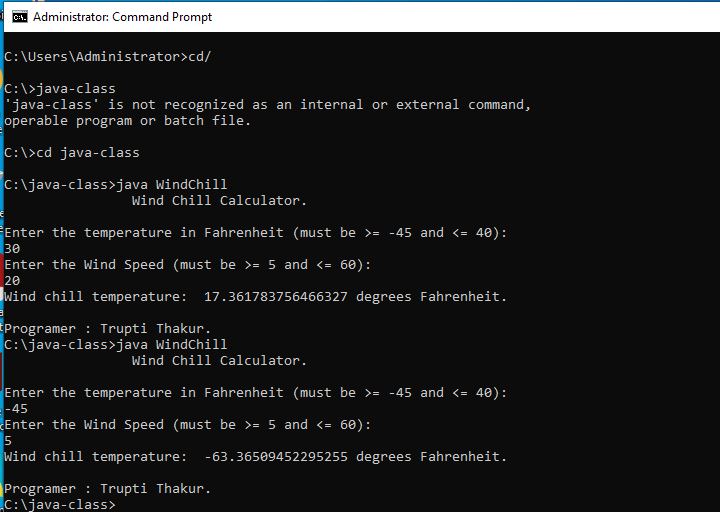 Administrator: Command Prompt
C:\Users\Administrator>cd/
C:\>java-class
'java-class' is not recognized as an internal or external command,
operable program or batch file.
C:\>cd java-class
C:\java-class>java WindChill
Wind Chill Calculator.
Enter the temperature in Fahrenheit (must be >= -45 and <= 40):
30
Enter the Wind Speed (must be >= 5 and <= 60):
20
Wind chill temperature:  17.361783756466327 degrees Fahrenheit.
Programer : Trupti Thakur.
C:\java-class>java WindChill
Wind Chill Calculator.
Enter the temperature in Fahrenheit (must be >= -45 and <= 40):
-45
Enter the Wind Speed (must be >= 5 and <= 60):
5
Wind chill temperature:  -63.36509452295255 degrees Fahrenheit.
Programer : Trupti Thakur.
C:\java-class>